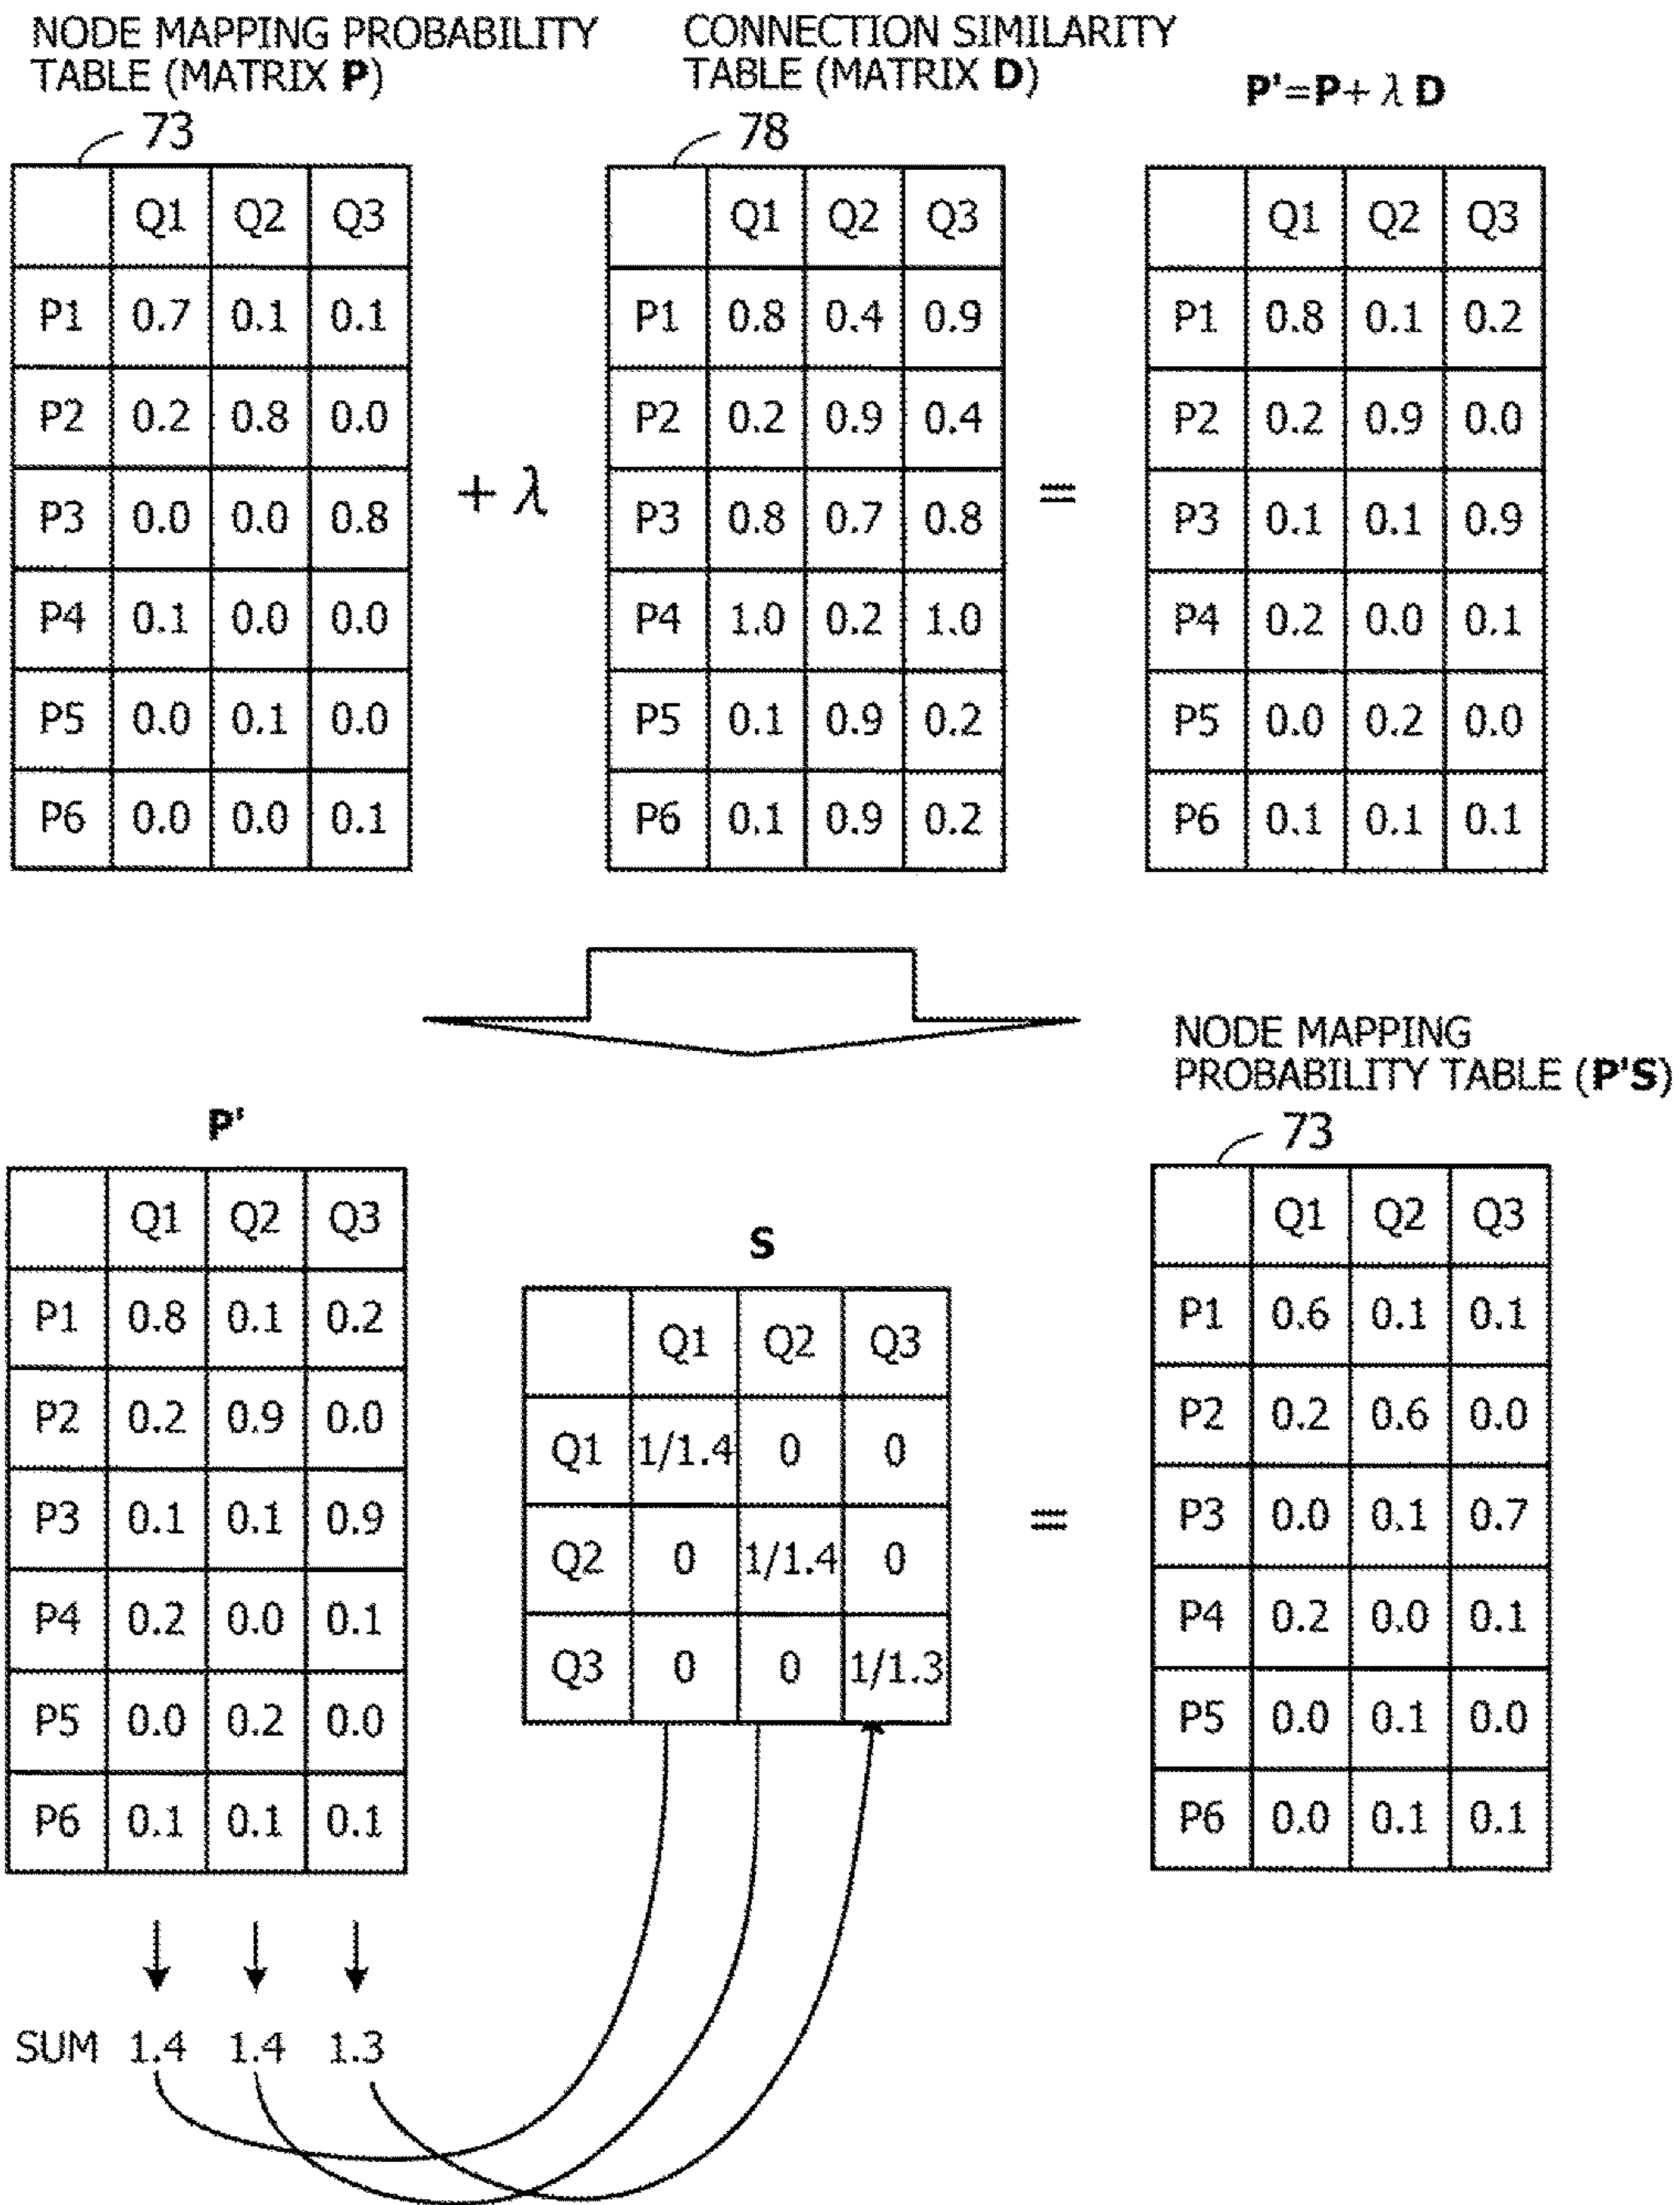 NODE MAPPING PROBABILITY
TABLE (MATRIX P)
73
Q1 Q2 Q3
P1 0.7 0.1 0.1
P2 0.2 0.8 0.0
P3 0.0 0.0 0.8
P4 0.1 0.0 0.0
P5 0.0 0.1 0.0
P6 0.0 0.0 0.1
+ λ
CONNECTION SIMILARITY
TABLE (MATRIX D)
78
Q1 Q2 Q3
P1 0.8 0.4 0.9
P2 0.2 0.9 0.4
P3 0.8 0.7 0.8
P4 1.0 0.2 1.0
P5 0.1 0.9 0.2
P6 0.1 0.9 0.2
=
P'=P+ λ D
Q1 Q2 Q3
P1 0.8 0.1 0.2
P2 0.2 0.9 0.0
P3 0.1 0.1 0.9
P4 0.2 0.0 0.1
P5 0.0 0.2 0.0
P6 0.1 0.1 0.1
P'
Q1 Q2 Q3
P1 0.8 0.1 0.2
P2 0.2 0.9 0.0
P3 0.1 0.1 0.9
P4 0.2 0.0 0.1
P5 0.0 0.2 0.0
P6 0.1 0.1 0.1
SUM 1.4 1.4 1.3
S
Q1 Q2 Q3
Q1 1/1.4 0 0
Q2 0 1/1.4 0
Q3 0 0 1/1.3
=
NODE MAPPING
PROBABILITY TABLE (P'S)
73
Q1 Q2 Q3
P1 0.6 0.1 0.1
P2 0.2 0.6 0.0
P3 0.0 0.1 0.7
P4 0.2 0.0 0.1
P5 0.0 0.1 0.0
P6 0.0 0.1 0.1